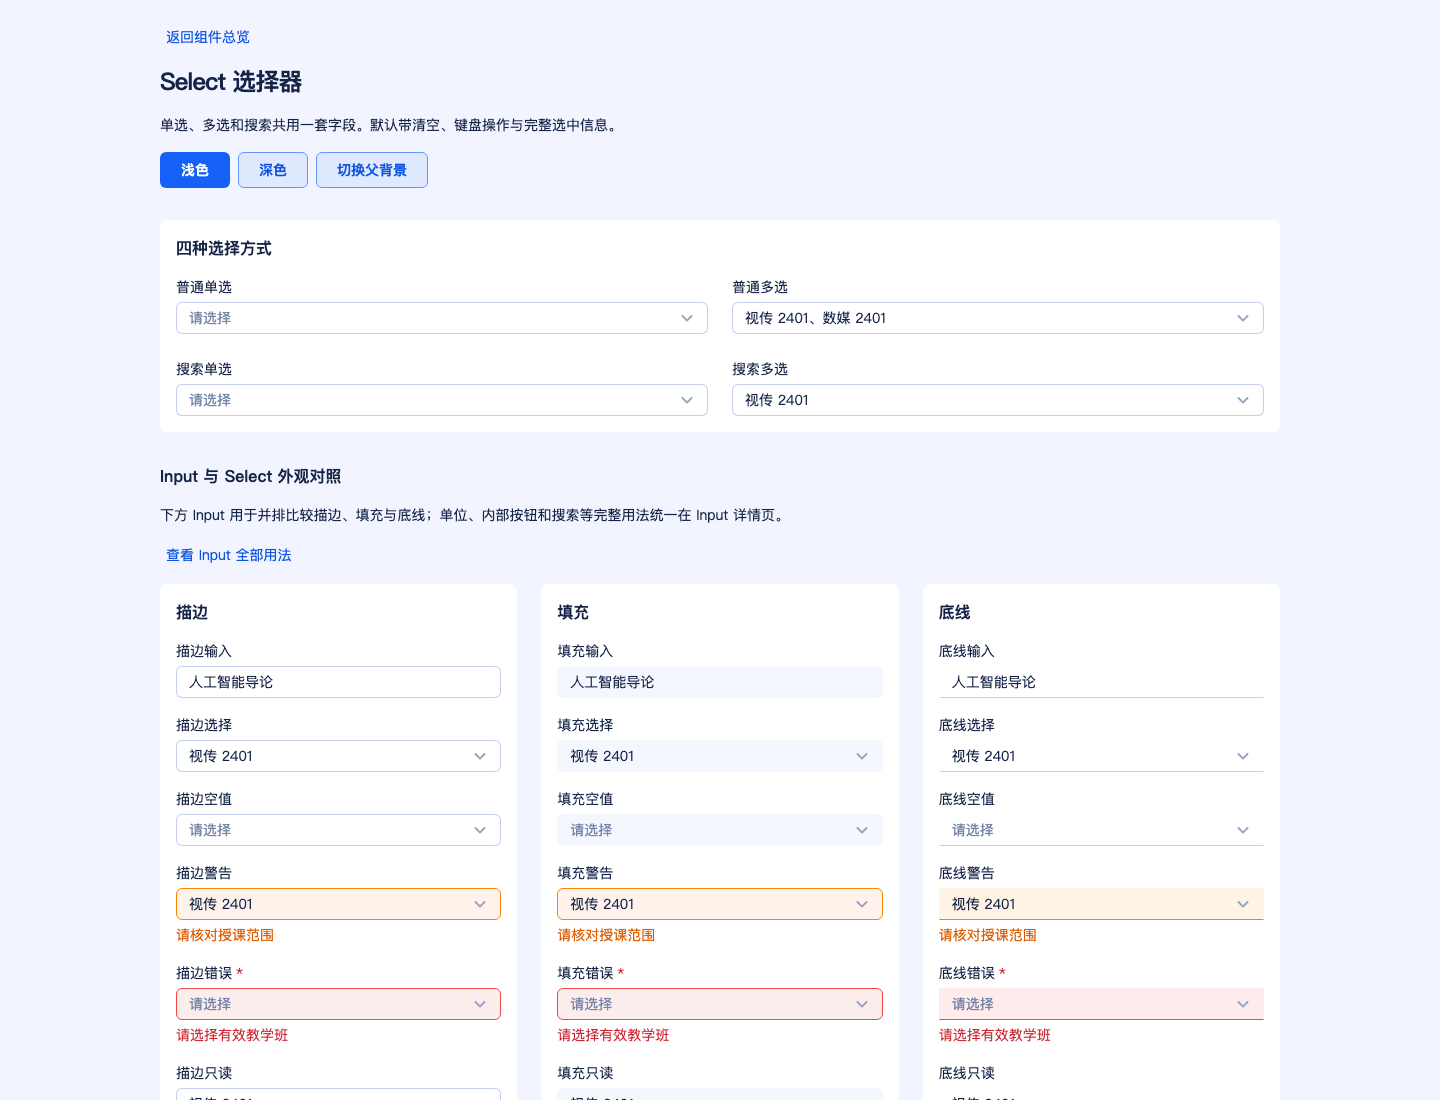 返回组件总览
Select 选择器
单选、多选和搜索共用一套字段。默认带清空、键盘操作与完整选中信息。
浅色
深色
切换父背景
四种选择方式
普通单选
请选择
普通多选
视传 2401、数媒 2401
搜索单选
请选择
搜索多选
视传 2401
Input 与 Select 外观对照
下方 Input 用于并排比较描边、填充与底线；单位、内部按钮和搜索等完整用法统一在 Input 详情页。
查看 Input 全部用法
描边
描边输入
人工智能导论
描边选择
视传 2401
描边空值
请选择
描边警告
视传 2401
请核对授课范围
描边错误 *
请选择
请选择有效教学班
描边只读
填充
填充输入
人工智能导论
填充选择
视传 2401
填充空值
请选择
填充警告
视传 2401
请核对授课范围
填充错误 *
请选择
请选择有效教学班
填充只读
底线
底线输入
人工智能导论
底线选择
视传 2401
底线空值
请选择
底线警告
视传 2401
请核对授课范围
底线错误 *
请选择
请选择有效教学班
底线只读